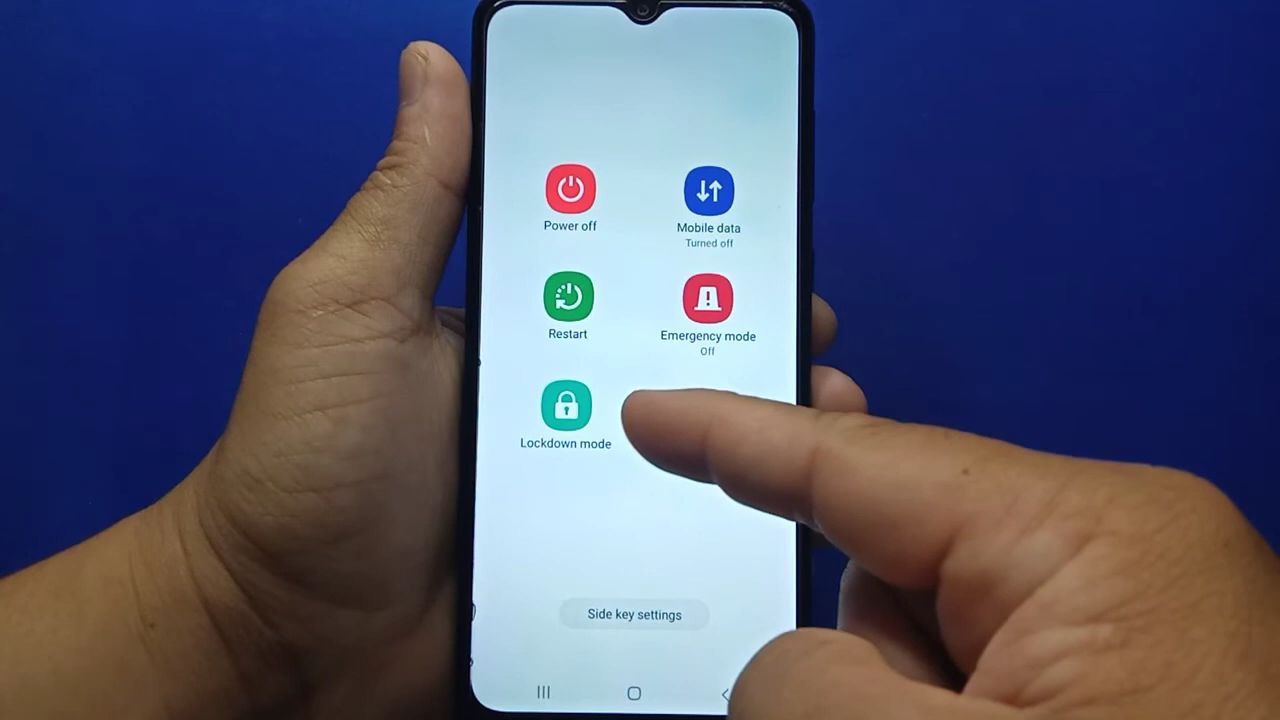 Power off
Mobile data
Turned off
Restart
Emergency mode
Off
Lockdown mode
Side key settings